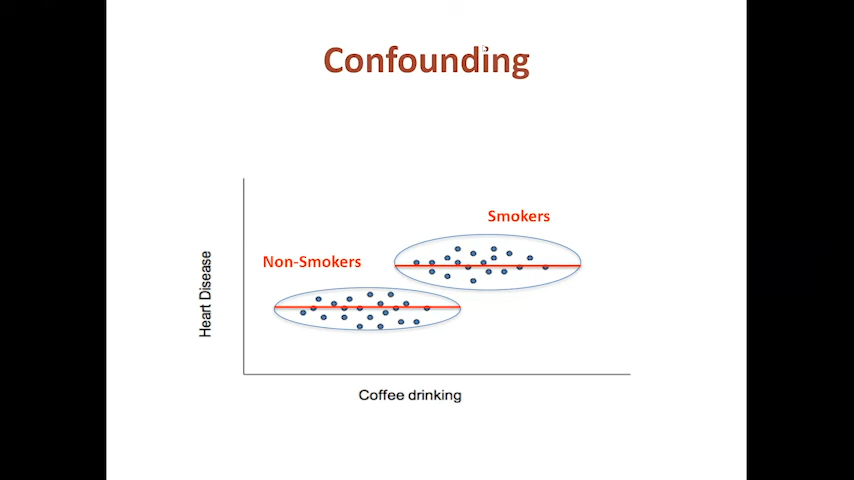 Confounding
Smokers
Non-Smokers
Heart Disease
Coffee drinking